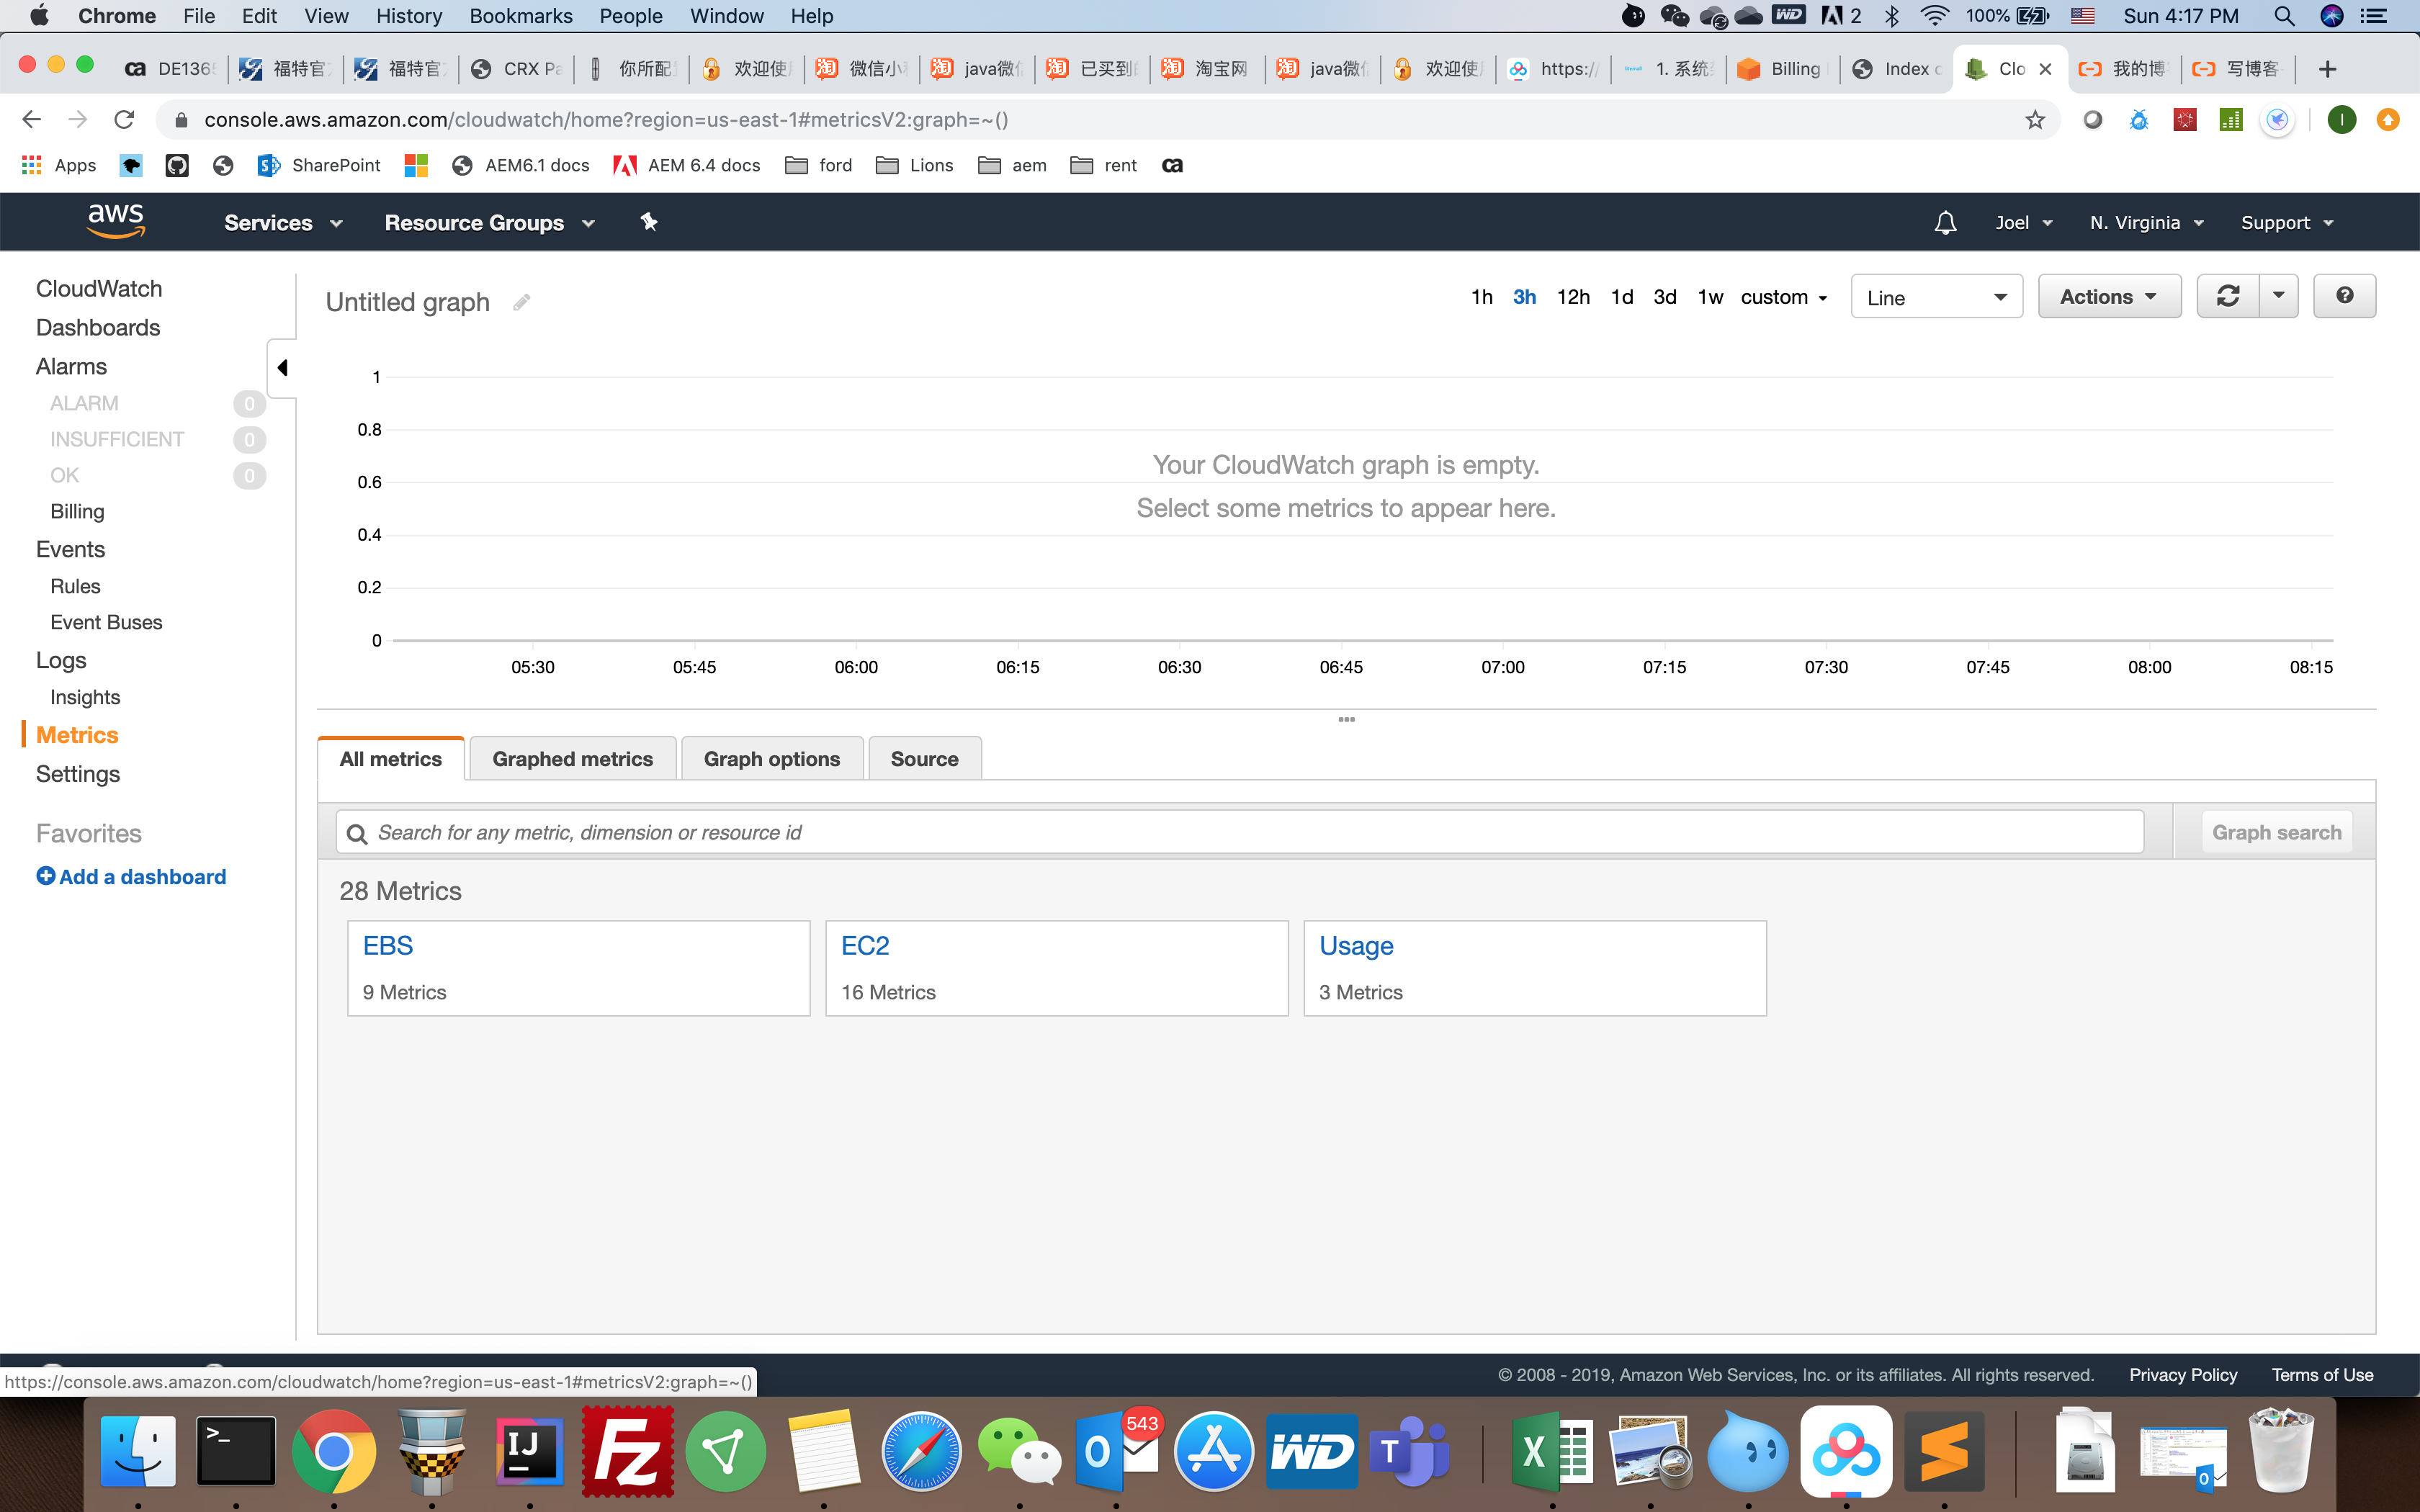 Chrome File Edit View History Bookmarks People Window Help
2 100% Sun 4:17 PM
DE136 福特官 福特官 CRX Pa 你所配 欢迎使 微信小 java微信 已买到 淘宝网 java微信 欢迎使 https:/ 1. 系统 Billing Index Clo 我的博 写博客
console.aws.amazon.com/cloudwatch/home?region=us-east-1#metricsV2:graph=~()
Apps SharePoint AEM6.1 docs AEM 6.4 docs ford Lions aem rent ca
aws Services Resource Groups Joel N. Virginia Support
CloudWatch
Dashboards
Alarms
ALARM 0
INSUFFICIENT 0
OK 0
Billing
Events
Rules
Event Buses
Logs
Insights
Metrics
Settings
Favorites
Add a dashboard
Untitled graph
1h 3h 12h 1d 3d 1w custom Line Actions
1
0.8
0.6
0.4
0.2
0
Your CloudWatch graph is empty.
Select some metrics to appear here.
05:30 05:45 06:00 06:15 06:30 06:45 07:00 07:15 07:30 07:45 08:00 08:15
All metrics Graphed metrics Graph options Source
Search for any metric, dimension or resource id Graph search
28 Metrics
EBS EC2 Usage
9 Metrics 16 Metrics 3 Metrics
https://console.aws.amazon.com/cloudwatch/home?region=us-east-1#metricsV2:graph=~()
© 2008 - 2019, Amazon Web Services, Inc. or its affiliates. All rights reserved. Privacy Policy Terms of Use
>_ IJ Fz O 543 WD T X